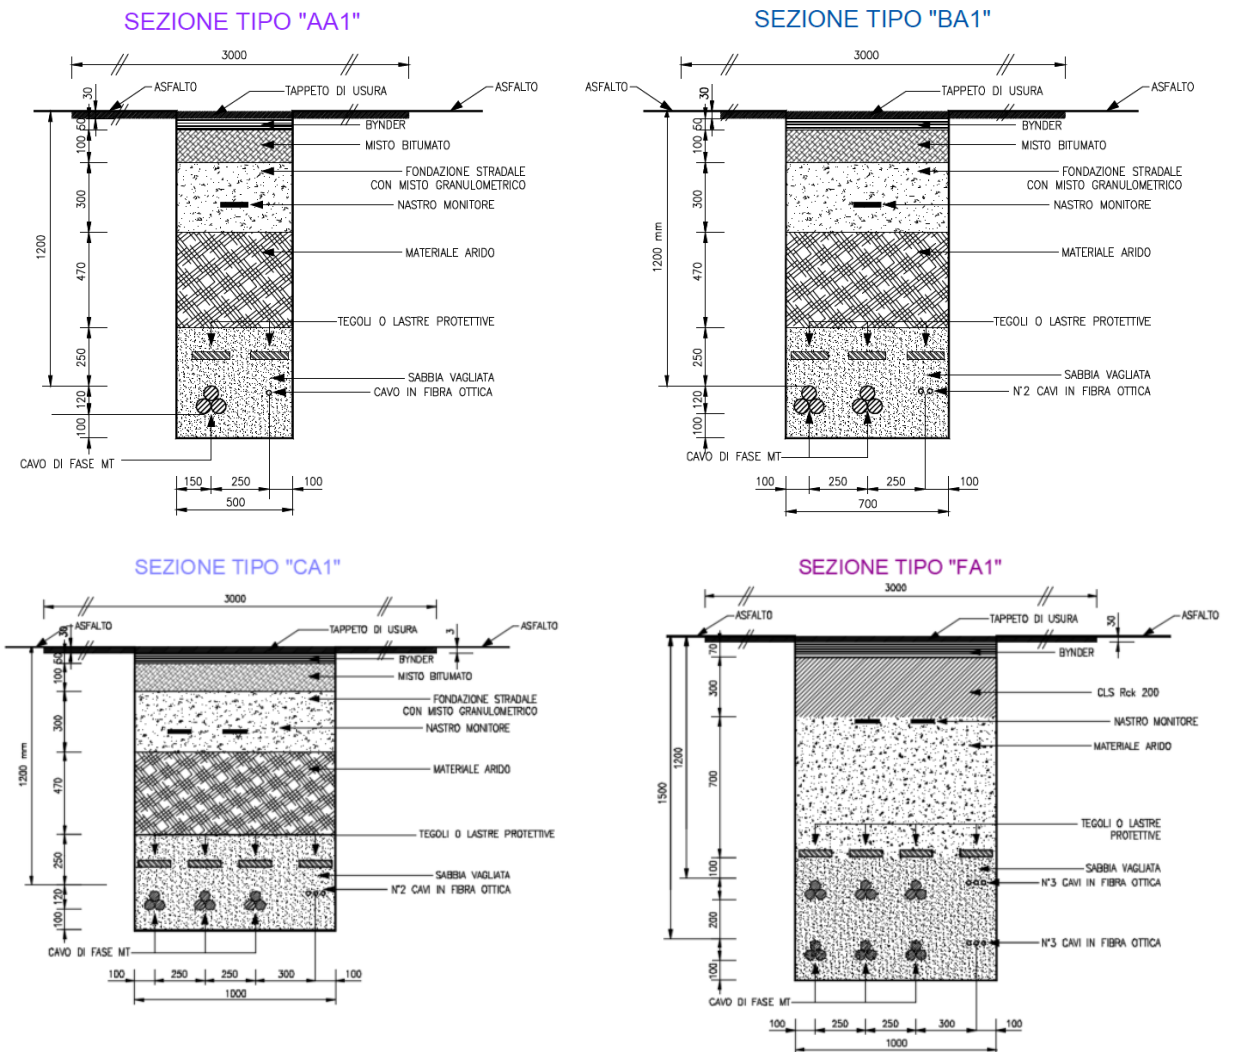 SEZIONE TIPO "AA1"
3000
30
ASFALTO
TAPPETO DI USURA
ASFALTO
50
BYNDER
100
MISTO BITUMATO
FONDAZIONE STRADALE
CON MISTO GRANULOMETRICO
300
NASTRO MONITORE
1200
MATERIALE ARIDO
470
TEGOLI O LASTRE PROTETTIVE
250
SABBIA VAGLIATA
CAVO IN FIBRA OTTICA
120
100
CAVO DI FASE MT
150 250 100
500
SEZIONE TIPO "BA1"
3000
ASFALTO
30
TAPPETO DI USURA
ASFALTO
50
BYNDER
100
MISTO BITUMATO
FONDAZIONE STRADALE
CON MISTO GRANULOMETRICO
300
NASTRO MONITORE
1200 mm
MATERIALE ARIDO
470
TEGOLI O LASTRE PROTETTIVE
250
SABBIA VAGLIATA
N°2 CAVI IN FIBRA OTTICA
120
100
CAVO DI FASE MT
100 250 250 100
700
SEZIONE TIPO "CA1"
3000
ASFALTO
30
TAPPETO DI USURA
3
ASFALTO
50
BYNDER
100
MISTO BITUMATO
FONDAZIONE STRADALE
CON MISTO GRANULOMETRICO
300
NASTRO MONITORE
1200 mm
MATERIALE ARIDO
470
TEGOLI O LASTRE PROTETTIVE
250
SABBIA VAGLIATA
N°2 CAVI IN FIBRA OTTICA
120
100
CAVO DI FASE MT
100 250 250 300 100
1000
SEZIONE TIPO "FA1"
3000
ASFALTO
TAPPETO DI USURA
ASFALTO
70
BYNDER
300
CLS Rck 200
NASTRO MONITORE
MATERIALE ARIDO
1200
1500
700
TEGOLI O LASTRE
PROTETTIVE
SABBIA VAGLIATA
100
N°3 CAVI IN FIBRA OTTICA
200
N°3 CAVI IN FIBRA OTTICA
100
CAVO DI FASE MT
100 250 250 300 100
1000